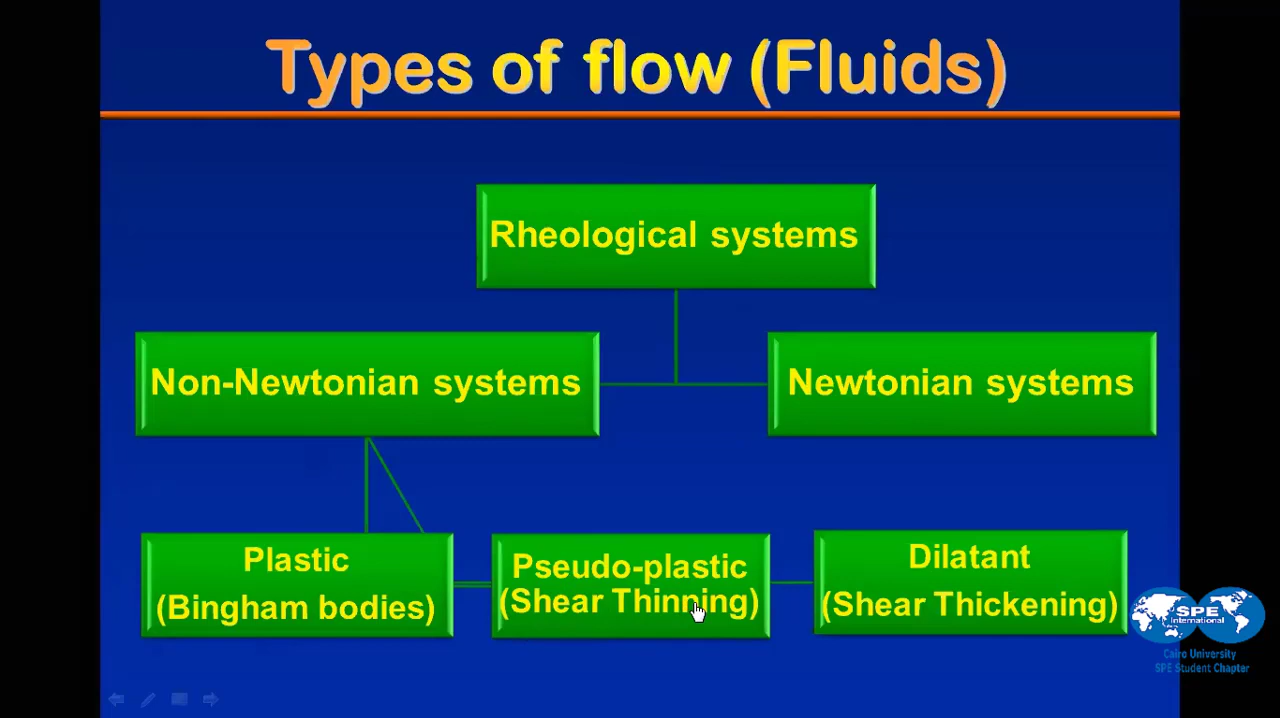 Types of flow (Fluids)
Rheological systems
Non-Newtonian systems
Newtonian systems
Plastic
(Bingham bodies)
Pseudo-plastic
(Shear Thinning)
Dilatant
(Shear Thickening)
SPE
International
Cairo University
SPE Student Chapter